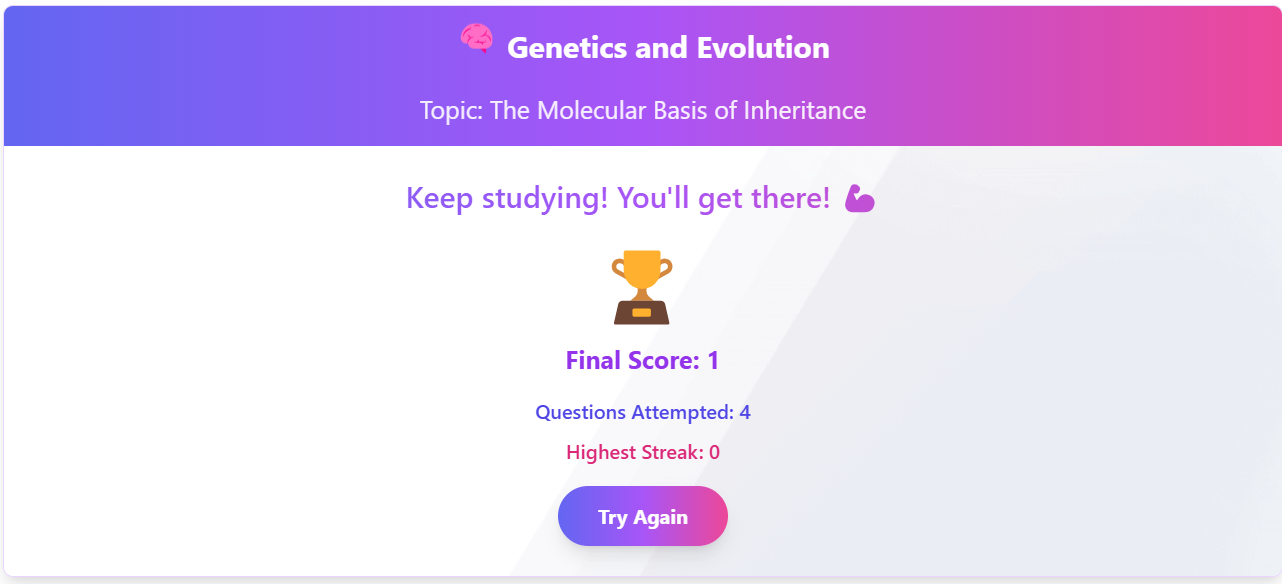 Genetics and Evolution
Topic: The Molecular Basis of Inheritance
Keep studying! You'll get there!
Final Score: 1
Questions Attempted: 4
Highest Streak: 0
Try Again